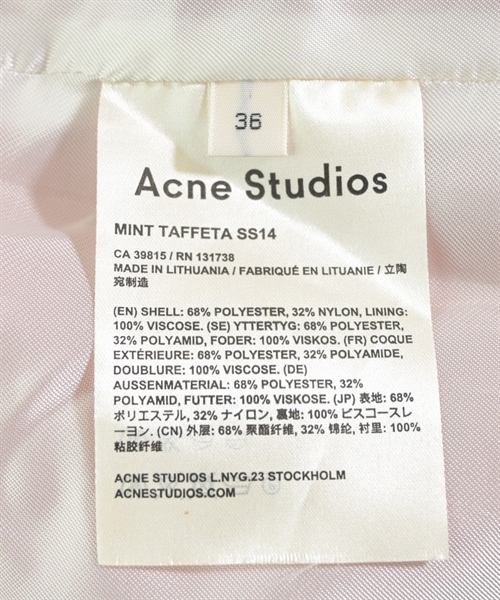 36
Acne Studios
MINT TAFFETA SS14
CA 39815 / RN 131738
MADE IN LITHUANIA / FABRIQUÉ EN LITUANIE / 立陶
宛制造
(EN) SHELL: 68% POLYESTER, 32% NYLON, LINING:
100% VISCOSE. (SE) YTTERTYG: 68% POLYESTER,
32% POLYAMID, FODER: 100% VISKOS. (FR) COQUE
EXTÉRIEURE: 68% POLYESTER, 32% POLYAMIDE,
DOUBLURE: 100% VISCOSE. (DE)
AUSSENMATERIAL: 68% POLYESTER, 32%
POLYAMID, FUTTER: 100% VISKOSE. (JP) 表地: 68%
ポリエステル, 32% ナイロン, 裏地: 100% ビスコースレ
ーヨン. (CN) 外层: 68% 聚酯纤维, 32% 锦纶, 衬里: 100%
粘胶纤维
ACNE STUDIOS L.NYG.23 STOCKHOLM
ACNESTUDIOS.COM